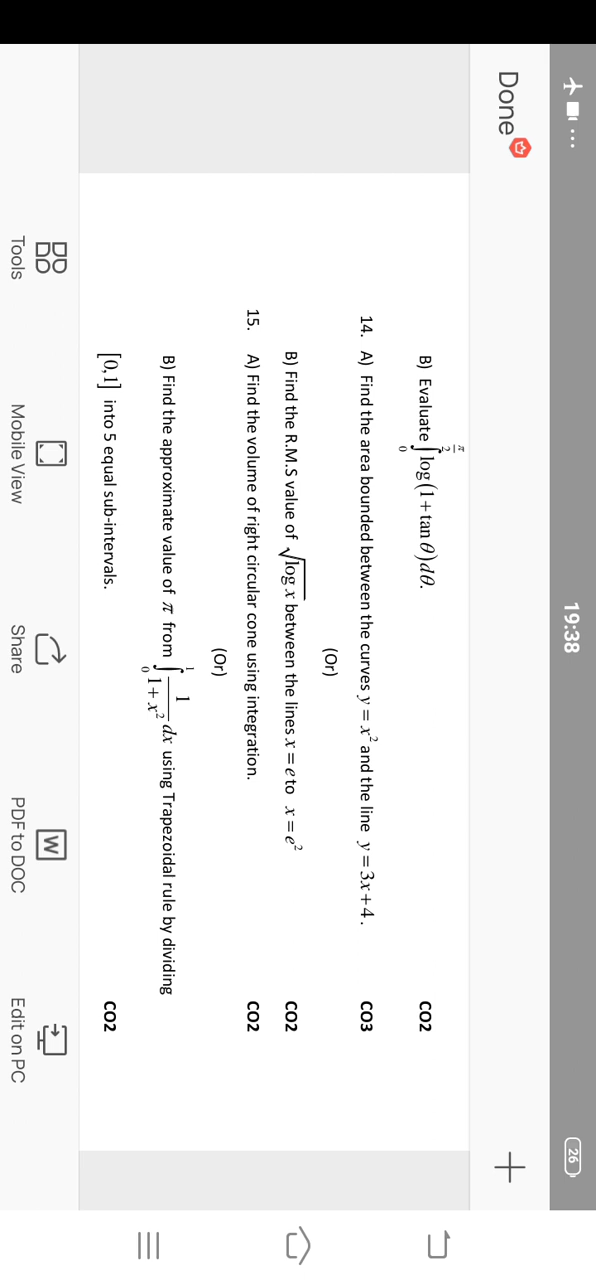 19:38
26
Done
B) Evaluate ∫₀^{π/2} log(1+tan θ)dθ. CO2
14. A) Find the area bounded between the curves y = x² and the line y = 3x+4. CO3
(Or)
B) Find the R.M.S value of √(log x) between the lines x = e to x = e² CO2
15. A) Find the volume of right circular cone using integration. CO2
(Or)
B) Find the approximate value of π from ∫₀¹ 1/(1+x²) dx using Trapezoidal rule by dividing
[0,1] into 5 equal sub-intervals. CO2
Tools
Mobile View
Share
W
PDF to DOC
Edit on PC